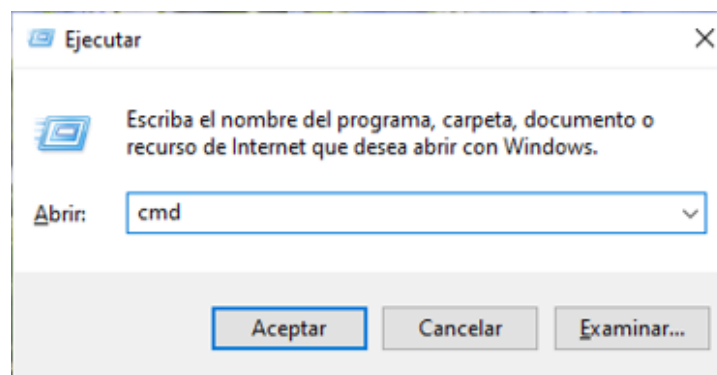 Ejecutar
Escriba el nombre del programa, carpeta, documento o
recurso de Internet que desea abrir con Windows.
Abrir: cmd
Aceptar Cancelar Examinar...